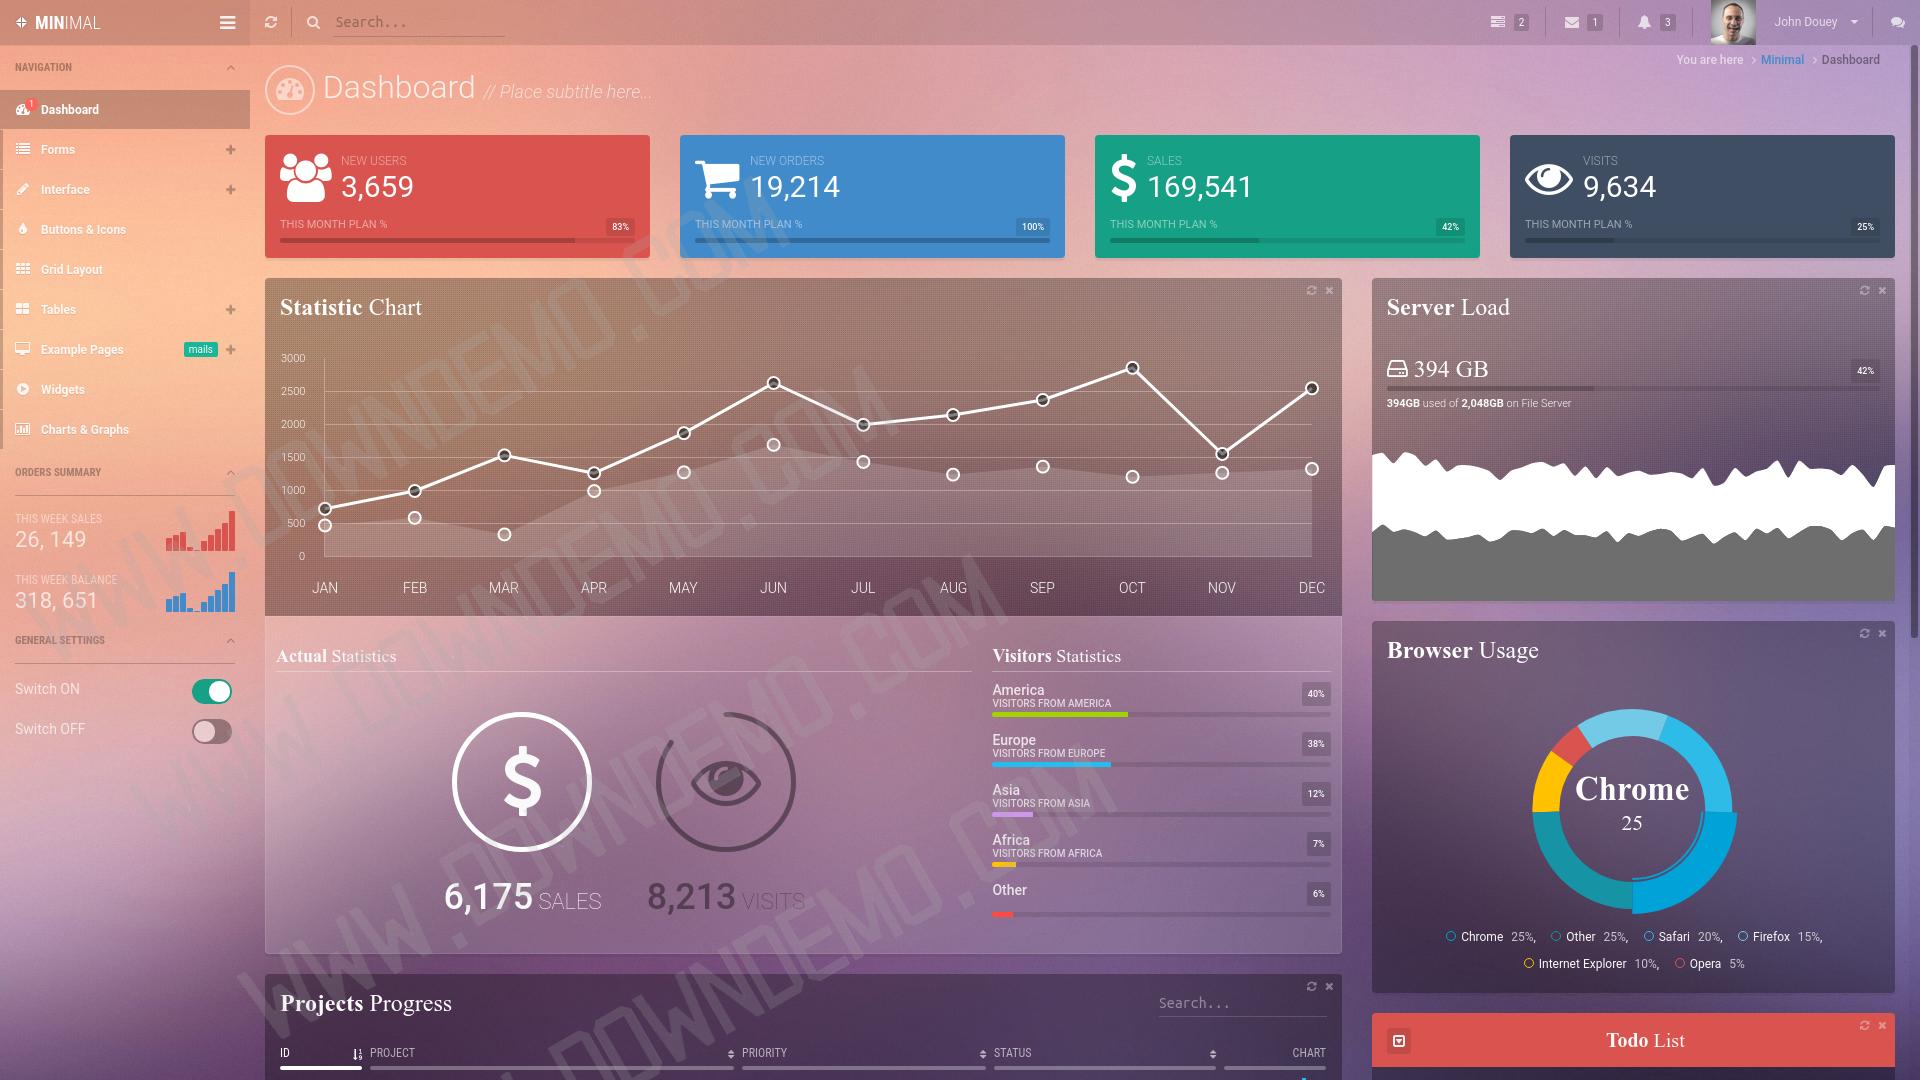 MINIMAL
Search...
2
1
3
John Douey
NAVIGATION
1
Dashboard
Forms
Interface
Buttons & Icons
Grid Layout
Tables
Example Pages
mails
Widgets
Charts & Graphs
ORDERS SUMMARY
THIS WEEK SALES
26, 149
THIS WEEK BALANCE
318, 651
GENERAL SETTINGS
Switch ON
Switch OFF
You are here Minimal Dashboard
Dashboard // Place subtitle here...
NEW USERS
3,659
THIS MONTH PLAN %
83%
NEW ORDERS
19,214
THIS MONTH PLAN %
100%
SALES
169,541
THIS MONTH PLAN %
42%
VISITS
9,634
THIS MONTH PLAN %
25%
Statistic Chart
3000
2500
2000
1500
1000
500
0
JAN FEB MAR APR MAY JUN JUL AUG SEP OCT NOV DEC
Server Load
394 GB
42%
394GB used of 2,048GB on File Server
Actual Statistics
6,175 SALES
8,213 VISITS
Visitors Statistics
America
40%
VISITORS FROM AMERICA
Europe
38%
VISITORS FROM EUROPE
Asia
12%
VISITORS FROM ASIA
Africa
7%
VISITORS FROM AFRICA
Other
6%
Browser Usage
Chrome
25
Chrome 25%, Other 25%, Safari 20%, Firefox 15%,
Internet Explorer 10%, Opera 5%
Projects Progress
Search...
ID PROJECT PRIORITY STATUS CHART
Todo List
WWW.DOWNDEMO.COM
WWW.DOWNDEMO.COM
WWW.DOWNDEMO.COM
WWW.DOWNDEMO.COM